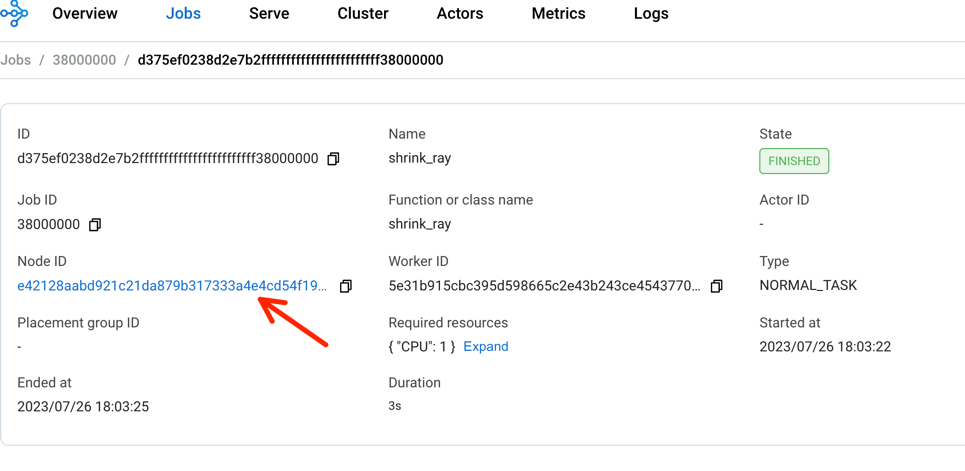 Overview Jobs Serve Cluster Actors Metrics Logs
Jobs / 38000000 / d375ef0238d2e7b2ffffffffffffffffffffffff38000000
ID Name State
d375ef0238d2e7b2ffffffffffffffffffffffff38000000 shrink_ray FINISHED
Job ID Function or class name Actor ID
38000000 shrink_ray -
Node ID Worker ID Type
e42128aabd921c21da879b317333a4e4cd54f19... 5e31b915cbc395d598665c2e43b243ce4543770... NORMAL_TASK
Placement group ID Required resources Started at
- { "CPU": 1 } Expand 2023/07/26 18:03:22
Ended at Duration
2023/07/26 18:03:25 3s